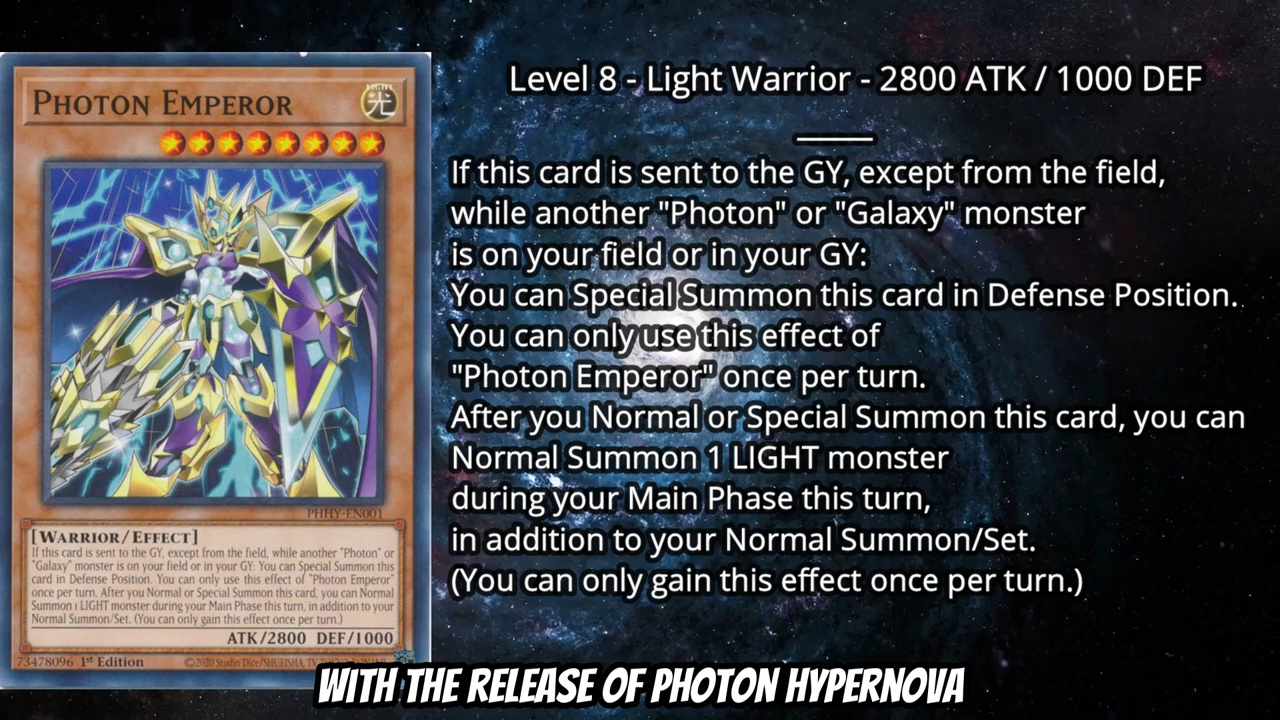 PHOTON EMPEROR
LIGHT
光
PHHY-EN001
[WARRIOR/EFFECT]
If this card is sent to the GY, except from the field, while another "Photon" or
"Galaxy" monster is on your field or in your GY: You can Special Summon this
card in Defense Position. You can only use this effect of "Photon Emperor"
once per turn. After you Normal or Special Summon this card, you can Normal
Summon 1 LIGHT monster during your Main Phase this turn, in addition to your
Normal Summon/Set. (You can only gain this effect once per turn.)
ATK/2800 DEF/1000
73478096 1st Edition ©2020 Studio Dice/SHUEISHA, TV
Level 8 - Light Warrior - 2800 ATK / 1000 DEF
If this card is sent to the GY, except from the field,
while another "Photon" or "Galaxy" monster
is on your field or in your GY:
You can Special Summon this card in Defense Position.
You can only use this effect of
"Photon Emperor" once per turn.
After you Normal or Special Summon this card, you can
Normal Summon 1 LIGHT monster
during your Main Phase this turn,
in addition to your Normal Summon/Set.
(You can only gain this effect once per turn.)
WITH THE RELEASE OF PHOTON HYPERNOVA